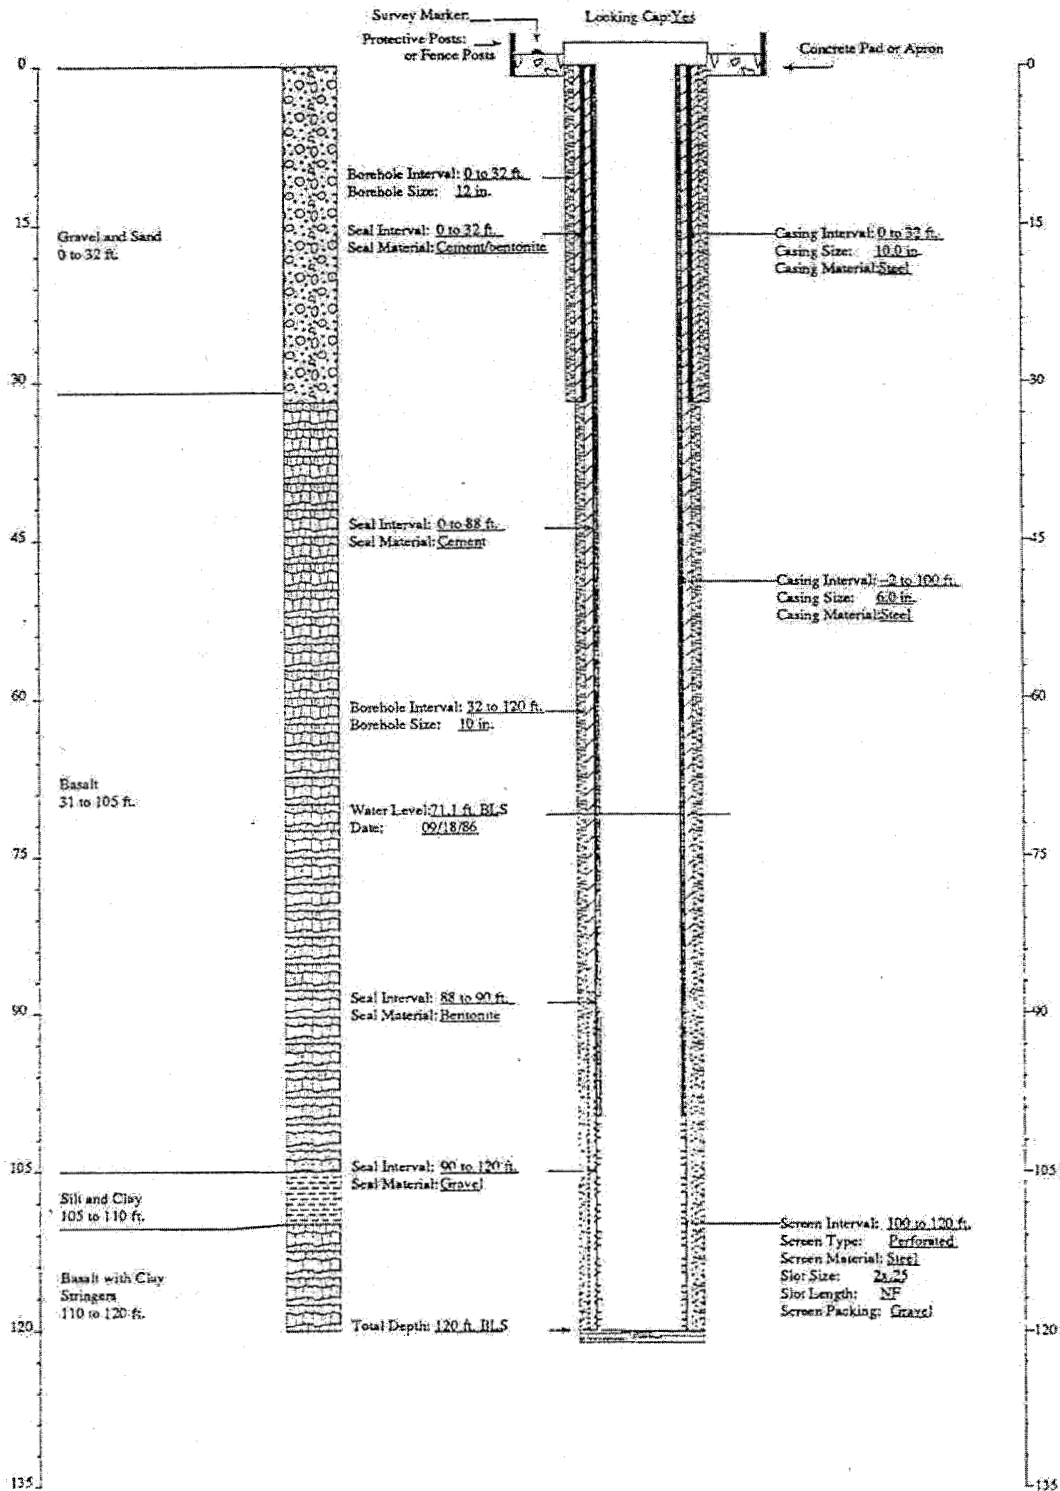 Survey Marker:
Locking Cap: Yes
Protective Posts:
or Fence Posts
Concrete Pad or Apron
0
0
Borehole Interval: 0 to 32 ft.
Borehole Size: 12 in.
15
15
Gravel and Sand
0 to 32 ft.
Seal Interval: 0 to 32 ft.
Seal Material: Cement/bentonite
Casing Interval: 0 to 32 ft.
Casing Size: 10.0 in.
Casing Material: Steel
30
30
Seal Interval: 0 to 88 ft.
Seal Material: Cement
45
45
Casing Interval: -2 to 100 ft.
Casing Size: 6.0 in.
Casing Material: Steel
60
60
Borehole Interval: 32 to 120 ft.
Borehole Size: 10 in.
Basalt
31 to 105 ft.
Water Level: 71.1 ft. BLS
Date: 09/18/86
75
75
Seal Interval: 88 to 90 ft.
Seal Material: Bentonite
90
90
105
105
Seal Interval: 90 to 120 ft.
Seal Material: Gravel
Silt and Clay
105 to 110 ft.
Screen Interval: 100 to 120 ft.
Screen Type: Perforated
Screen Material: Steel
Slot Size: 2x.25
Slot Length: NF
Screen Packing: Gravel
Basalt with Clay
Stringers
110 to 120 ft.
Total Depth: 120 ft. BLS
120
120
135
135